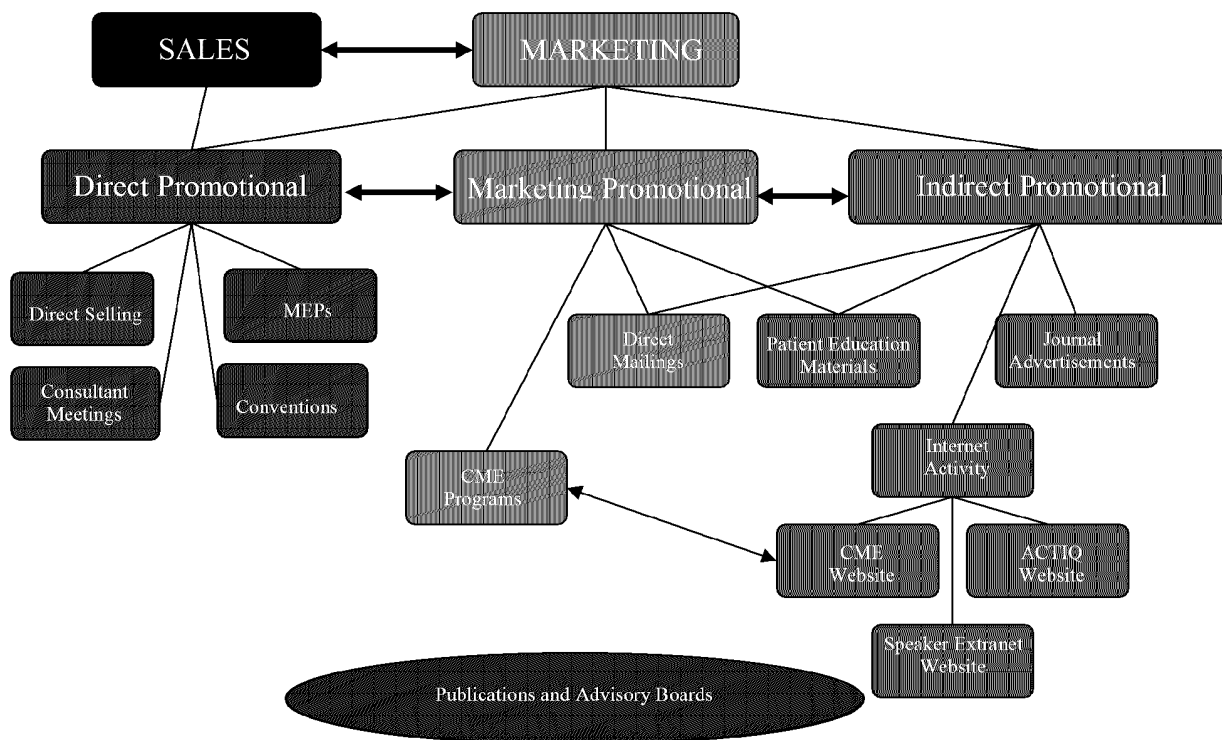 SALES
MARKETING
Direct Promotional
Marketing Promotional
Indirect Promotional
Direct Selling
MEPs
Direct
Mailings
Patient Education
Materials
Journal
Advertisements
Consultant
Meetings
Conventions
Internet
Activity
CME
Programs
CME
Website
ACTIQ
Website
Speaker Extranet
Website
Publications and Advisory Boards